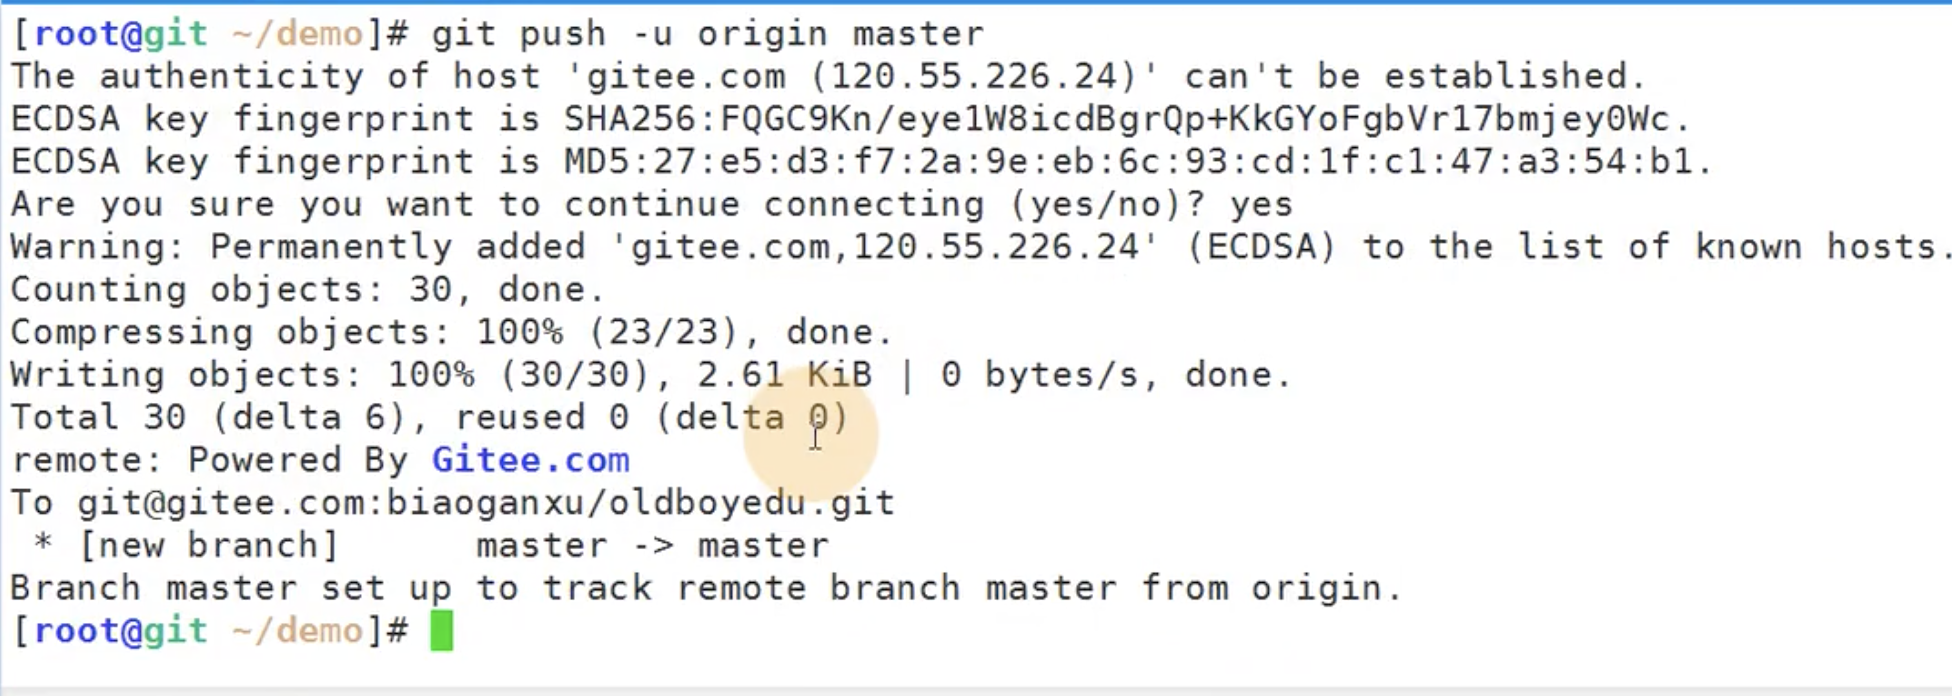 [root@git ~/demo]# git push -u origin master
The authenticity of host 'gitee.com (120.55.226.24)' can't be established.
ECDSA key fingerprint is SHA256:FQGC9Kn/eye1W8icdBgrQp+KkGYoFgbVr17bmjey0Wc.
ECDSA key fingerprint is MD5:27:e5:d3:f7:2a:9e:eb:6c:93:cd:1f:c1:47:a3:54:b1.
Are you sure you want to continue connecting (yes/no)? yes
Warning: Permanently added 'gitee.com,120.55.226.24' (ECDSA) to the list of known hosts.
Counting objects: 30, done.
Compressing objects: 100% (23/23), done.
Writing objects: 100% (30/30), 2.61 KiB | 0 bytes/s, done.
Total 30 (delta 6), reused 0 (delta 0)
remote: Powered By Gitee.com
To git@gitee.com:biaoganxu/oldboyedu.git
 * [new branch]      master -> master
Branch master set up to track remote branch master from origin.
[root@git ~/demo]#